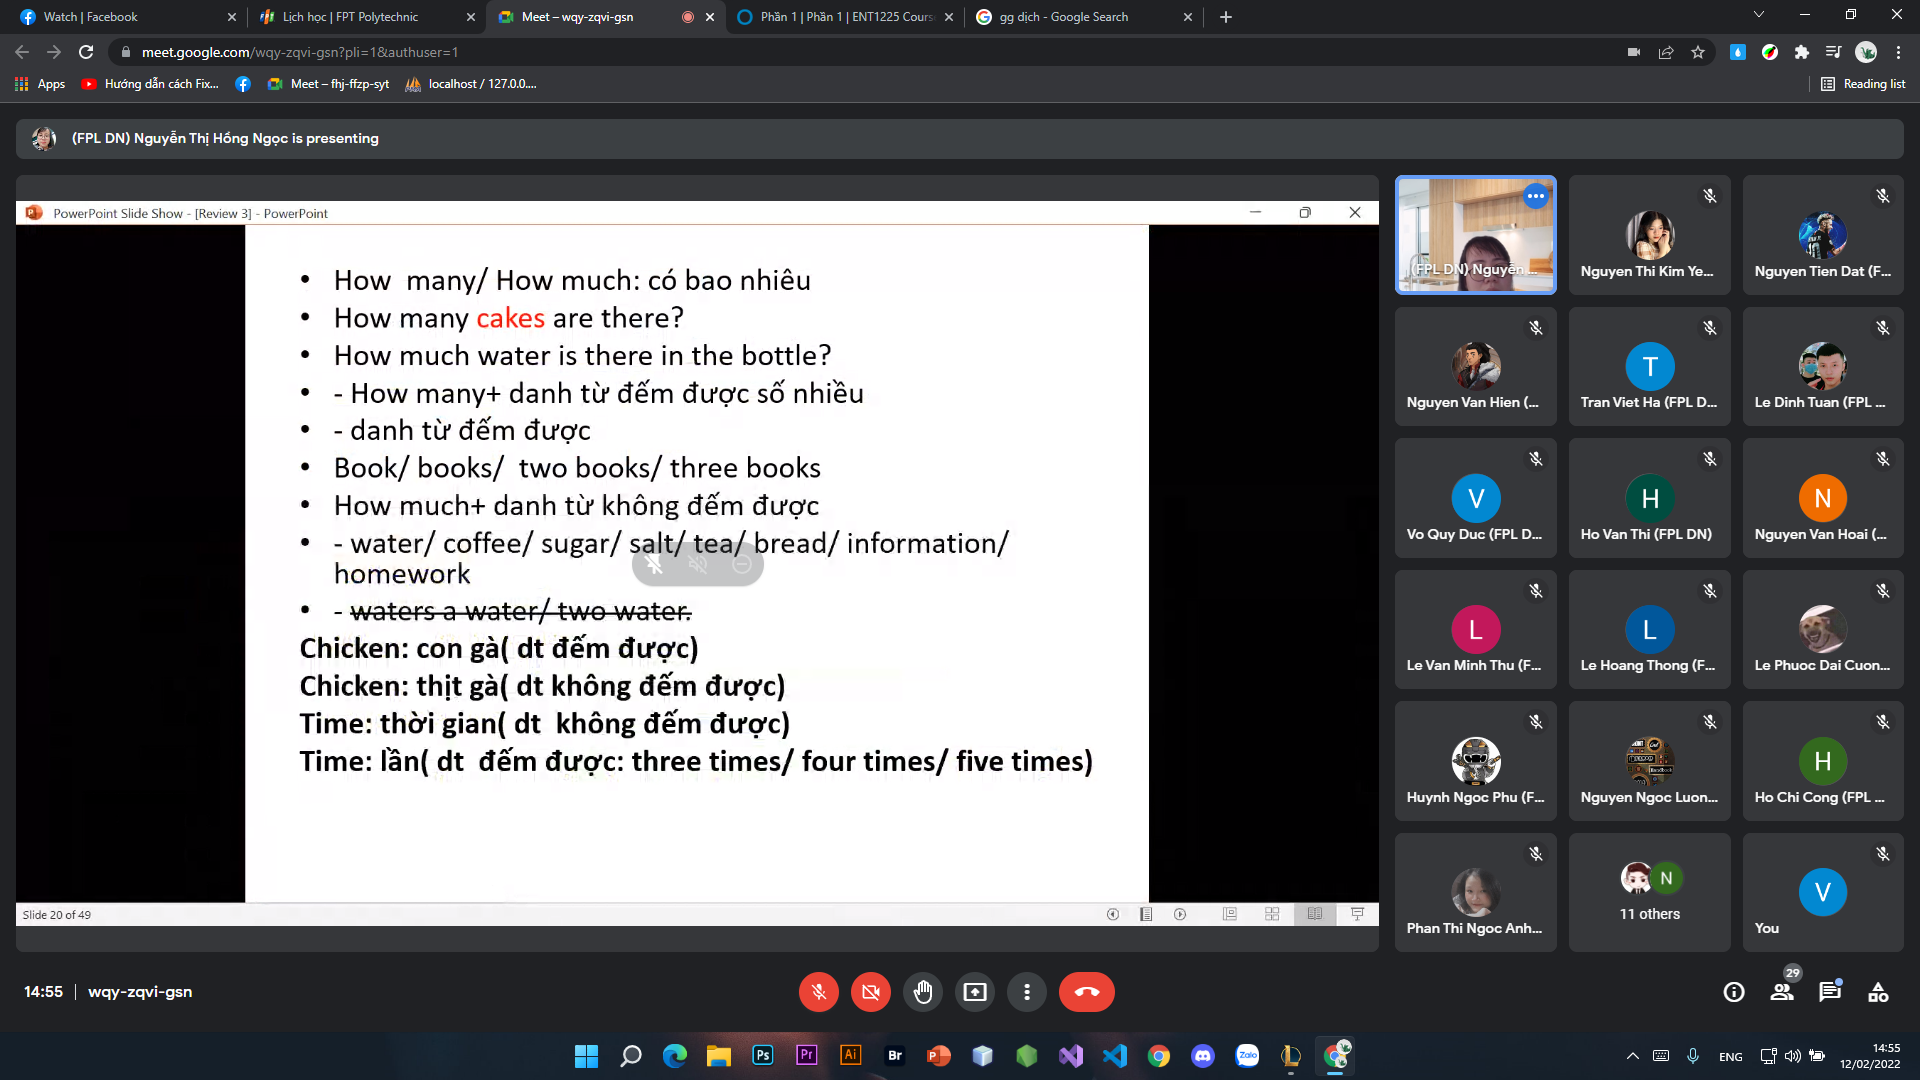 Watch | Facebook
Lịch học | FPT Polytechnic
Meet – wqy-zqvi-gsn
Phần 1 | Phần 1 | ENT1225 Cours
gg dịch - Google Search
meet.google.com/wqy-zqvi-gsn?pli=1&authuser=1
Apps
Hướng dẫn cách Fix...
Meet – fhj-ffzp-syt
localhost / 127.0.0....
Reading list
(FPL DN) Nguyễn Thị Hồng Ngọc is presenting
PowerPoint Slide Show - [Review 3] - PowerPoint
• How many/ How much: có bao nhiêu
• How many cakes are there?
• How much water is there in the bottle?
• - How many+ danh từ đếm được số nhiều
• - danh từ đếm được
• Book/ books/ two books/ three books
• How much+ danh từ không đếm được
• - water/ coffee/ sugar/ salt/ tea/ bread/ information/
homework
• - waters a water/ two water.
Chicken: con gà( dt đếm được)
Chicken: thịt gà( dt không đếm được)
Time: thời gian( dt không đếm được)
Time: lần( dt đếm được: three times/ four times/ five times)
Slide 20 of 49
(FPL DN) Nguyễn ...
Nguyen Thi Kim Ye...
Nguyen Tien Dat (F...
Nguyen Van Hien (...
T
Tran Viet Ha (FPL D...
Le Dinh Tuan (FPL ...
V
Vo Quy Duc (FPL D...
H
Ho Van Thi (FPL DN)
N
Nguyen Van Hoai (...
L
Le Van Minh Thu (F...
L
Le Hoang Thong (F...
Le Phuoc Dai Cuon...
Huynh Ngoc Phu (F...
Nguyen Ngoc Luon...
H
Ho Chi Cong (FPL ...
Phan Thi Ngoc Anh...
N
11 others
V
You
14:55 | wqy-zqvi-gsn
29
Ps
Pr
Ai
Br
Zalo
ENG
14:55
12/02/2022